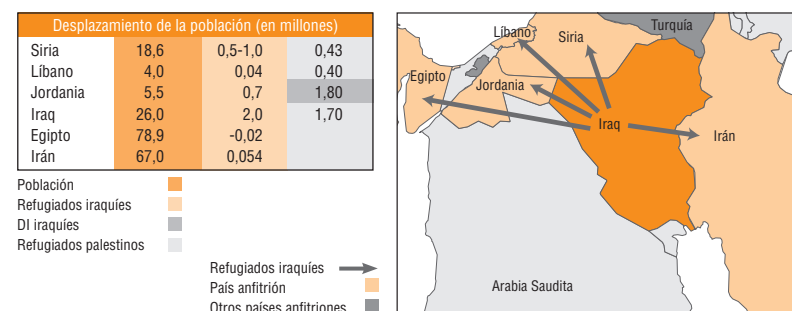 Desplazamiento de la población (en millones)
Siria 18,6 0,5-1,0 0,43
Líbano 4,0 0,04 0,40
Jordania 5,5 0,7 1,80
Iraq 26,0 2,0 1,70
Egipto 78,9 -0,02
Irán 67,0 0,054
Población
Refugiados iraquíes
DI iraquíes
Refugiados palestinos
Refugiados iraquíes
País anfitrión
Otros países anfitriones
Turquía
Líbano
Siria
Egipto
Jordania
Iraq
Irán
Arabia Saudita